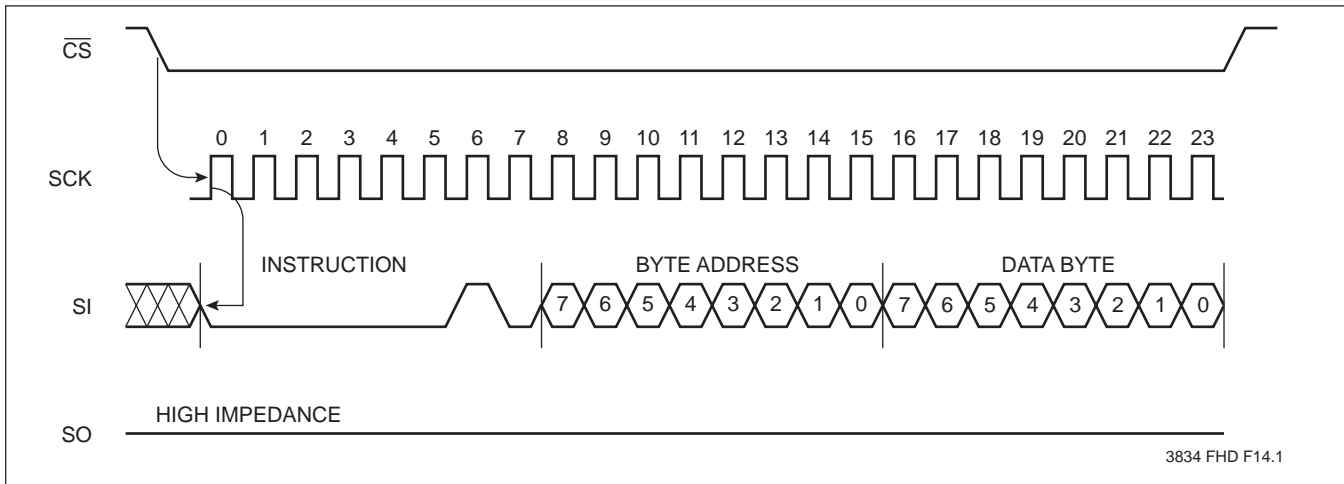 CS
0 1 2 3 4 5 6 7 8 9 10 11 12 13 14 15 16 17 18 19 20 21 22 23
SCK
INSTRUCTION BYTE ADDRESS DATA BYTE
SI 7 6 5 4 3 2 1 0 7 6 5 4 3 2 1 0
HIGH IMPEDANCE
SO
3834 FHD F14.1